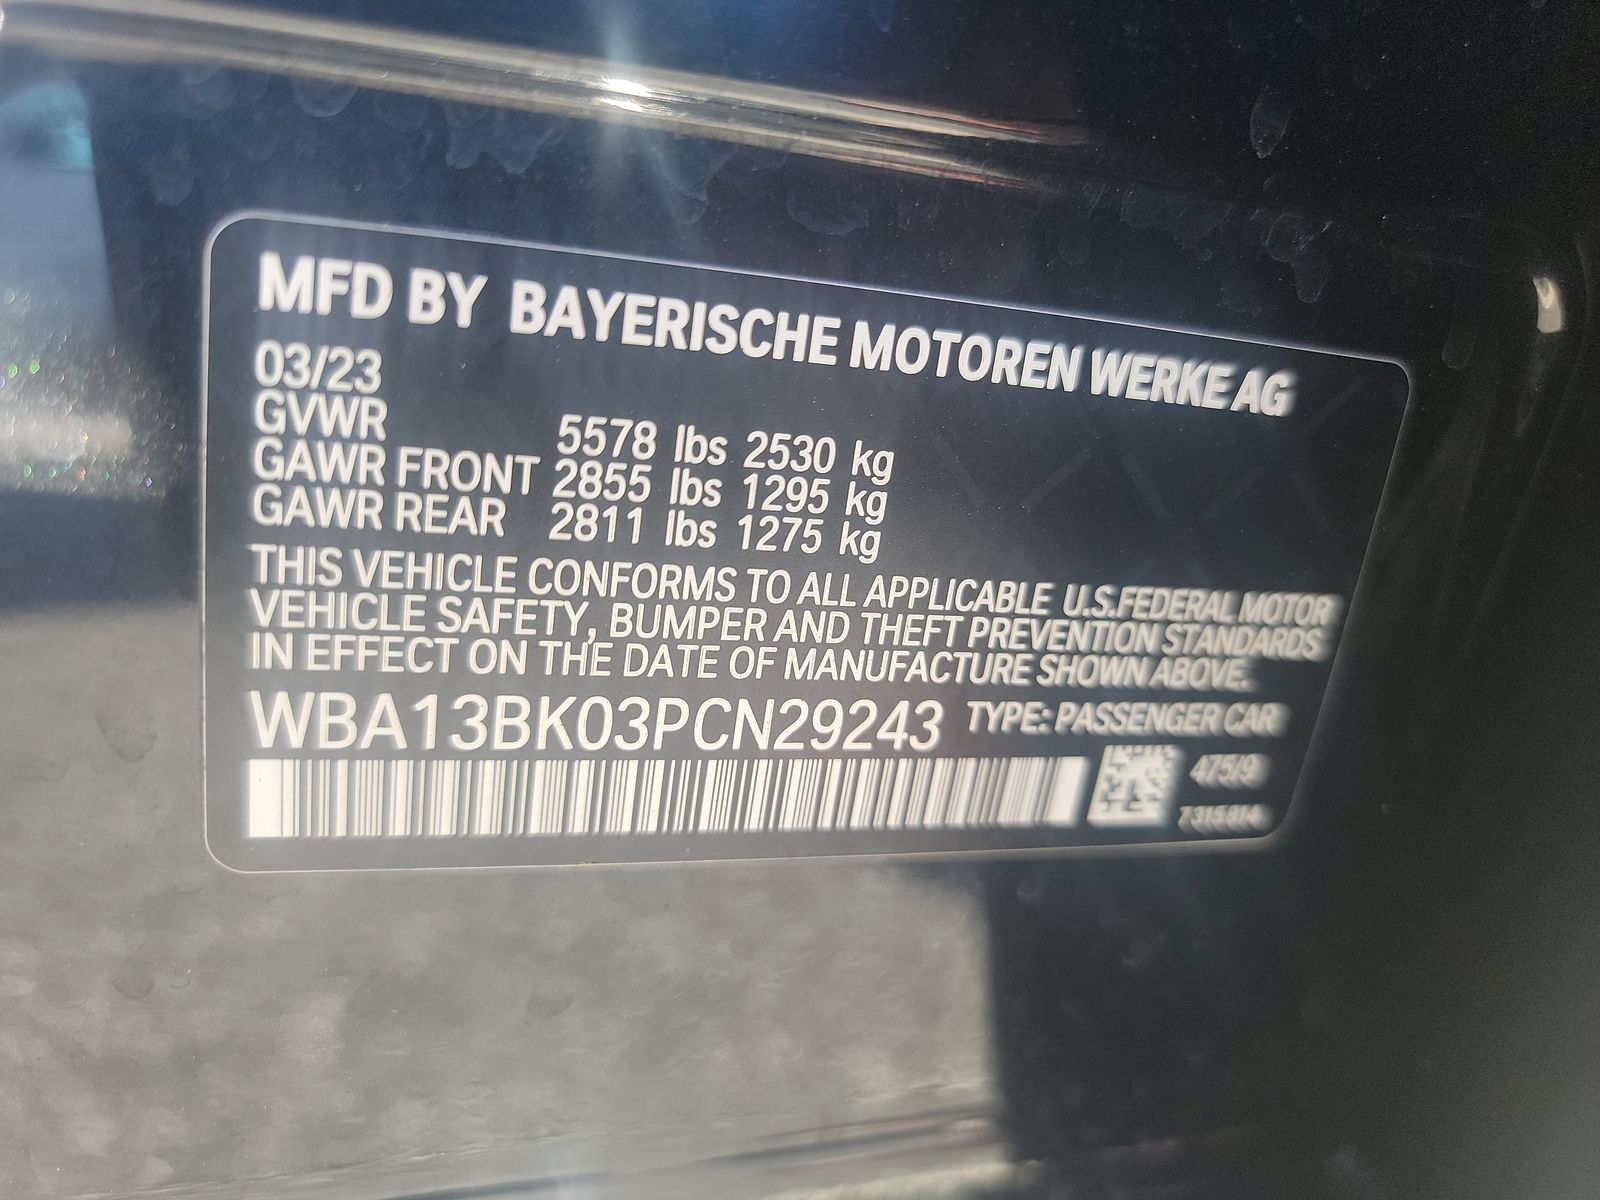 MFD BY BAYERISCHE MOTOREN WERKE AG
03/23
GVWR 5578 lbs 2530 kg
GAWR FRONT 2855 lbs 1295 kg
GAWR REAR 2811 lbs 1275 kg
THIS VEHICLE CONFORMS TO ALL APPLICABLE U.S.FEDERAL MOTOR
VEHICLE SAFETY, BUMPER AND THEFT PREVENTION STANDARDS
IN EFFECT ON THE DATE OF MANUFACTURE SHOWN ABOVE.
WBA13BK03PCN29243 TYPE: PASSENGER CAR
475/9